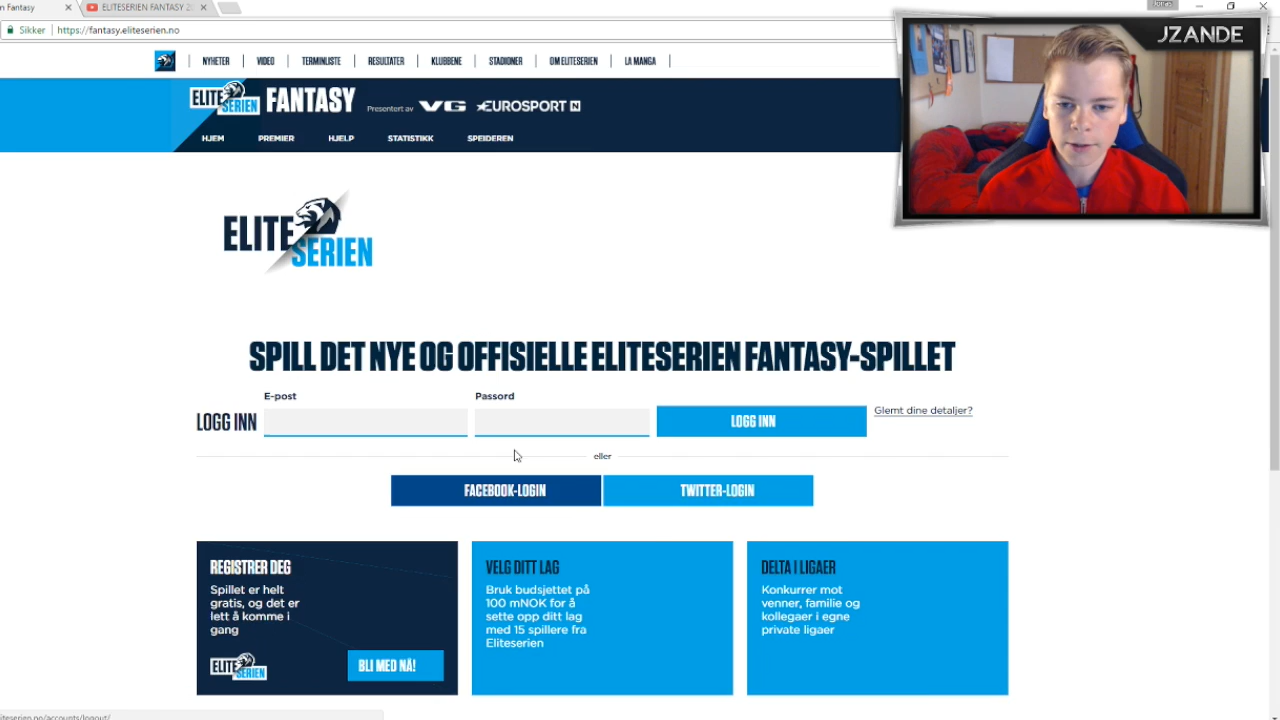 n Fantasy
ELITESERIEN FANTASY 2
Jonas
Sikker https://fantasy.eliteserien.no
JZANDE
NYHETER VIDEO TERMINLISTE RESULTATER KLUBBENE STADIONER OM ELITESERIEN LA MANGA
ELITE SERIEN FANTASY Presentert av VG EUROSPORT N
HJEM PREMIER HJELP STATISTIKK SPEIDEREN
ELITE
SERIEN
SPILL DET NYE OG OFFISIELLE ELITESERIEN FANTASY-SPILLET
E-post Passord
LOGG INN LOGG INN Glemt dine detaljer?
eller
FACEBOOK-LOGIN TWITTER-LOGIN
REGISTRER DEG
Spillet er helt
gratis, og det er
lett å komme i
gang
ELITE SERIEN BLI MED NÅ!
VELG DITT LAG
Bruk budsjettet på
100 mNOK for å
sette opp ditt lag
med 15 spillere fra
Eliteserien
DELTA I LIGAER
Konkurrer mot
venner, familie og
kollegaer i egne
private ligaer
liteserien.no/accounts/logout/